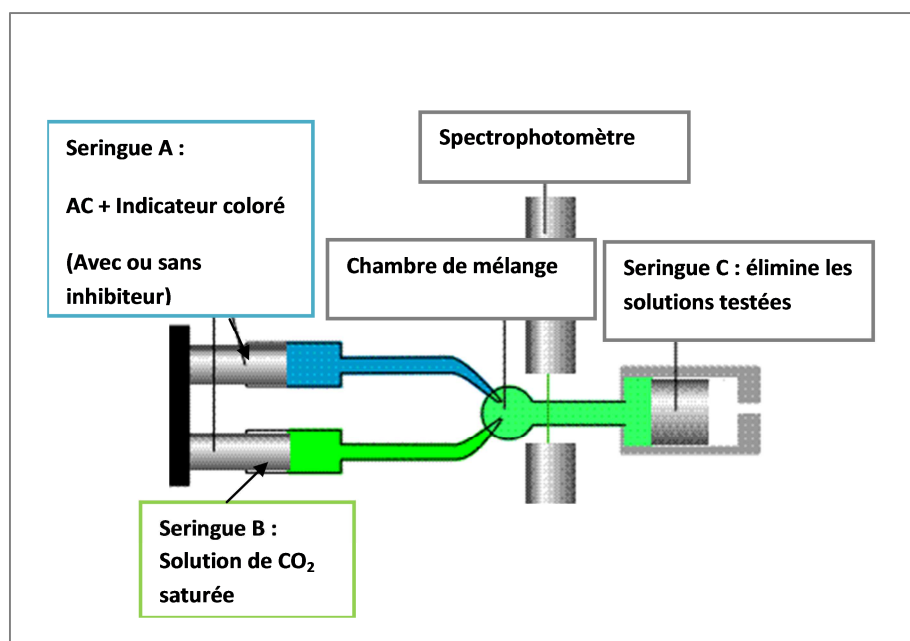 Seringue A :
AC + Indicateur coloré
(Avec ou sans
inhibiteur)
Spectrophotomètre
Chambre de mélange
Seringue C : élimine les
solutions testées
Seringue B :
Solution de CO₂
saturée